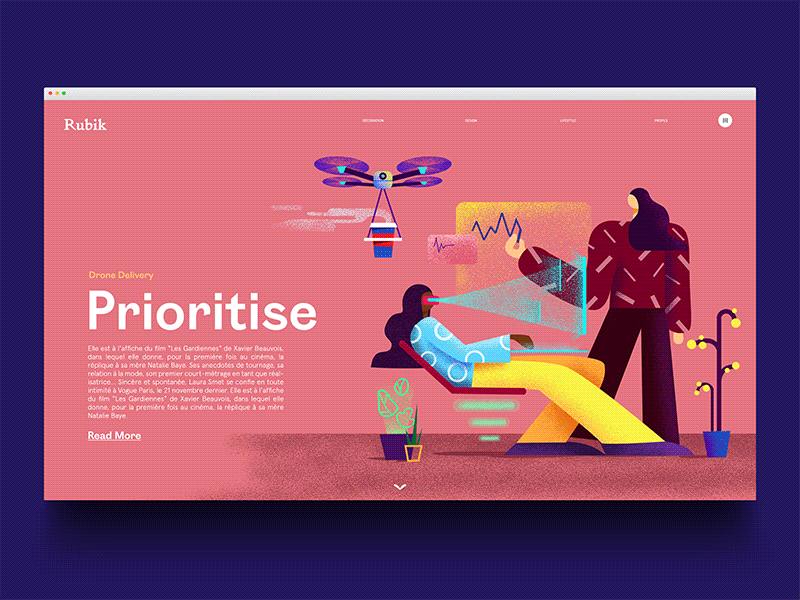 Rubik
DECORATION
DESIGN
LIFESTYLE
PEOPLE
Drone Delivery
Prioritise
Elle est à l'affiche du film "Les Gardiennes" de Xavier Beauvois,
dans lequel elle donne, pour la première fois au cinéma, la
réplique à sa mère Natalie Baye. Ses anecdotes de tournage, sa
relation à la mode, son premier court-métrage en tant que réal-
isatrice... Sincère et spontanée, Laura Smet se confie en toute
intimité à Vogue Paris, le 21 novembre dernier. Elle est à l'affiche
du film "Les Gardiennes" de Xavier Beauvois, dans lequel elle
donne, pour la première fois au cinéma, la réplique à sa mère
Natalie Baye
Read More